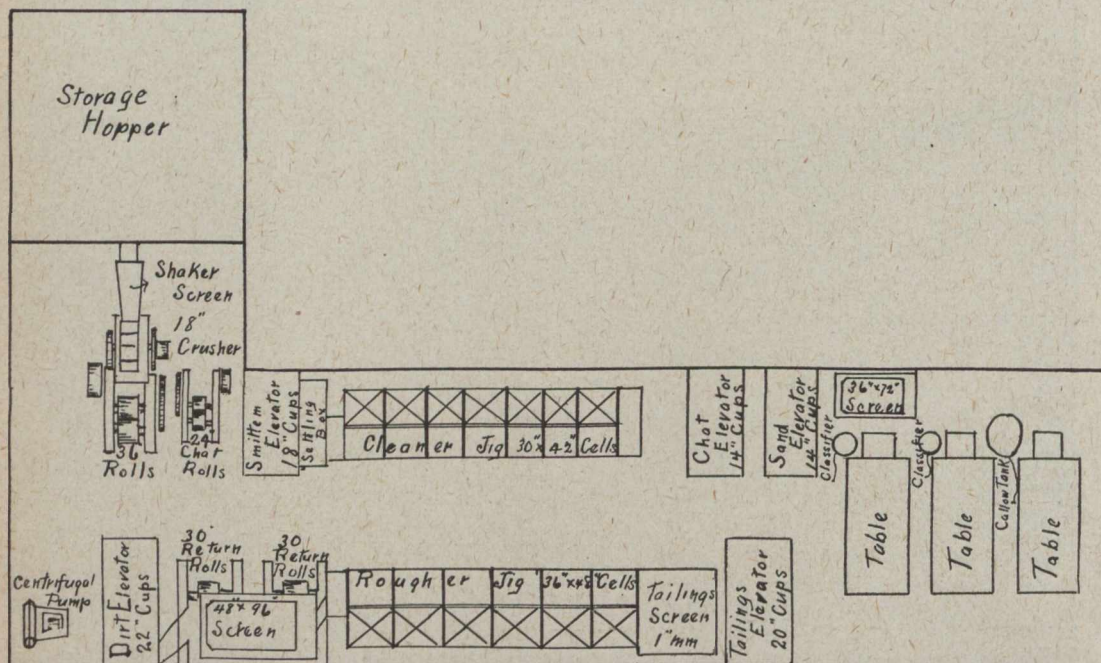 Storage
Hopper
Shaker
Screen
18"
Crusher
36"
Rolls
24"
Chat
Rolls
Smittem
Elevator
18" Cups
Settling
Box
Cleaner Jig 30"x42" Cells
Chat
Elevator
14" Cups
Sand
Elevator
14" Cups
36"x72"
Screen
Classifier
Classifier
Callow Tank
Table
Table
Table
Centrifugal
Pump
Dirt Elevator
22" Cups
30
Return
Rolls
30
Return
Rolls
48"x96"
Screen
Rougher Jig 36"x48" Cells
Tailings
Screen
1"mm
Tailings
Elevator
20" Cups